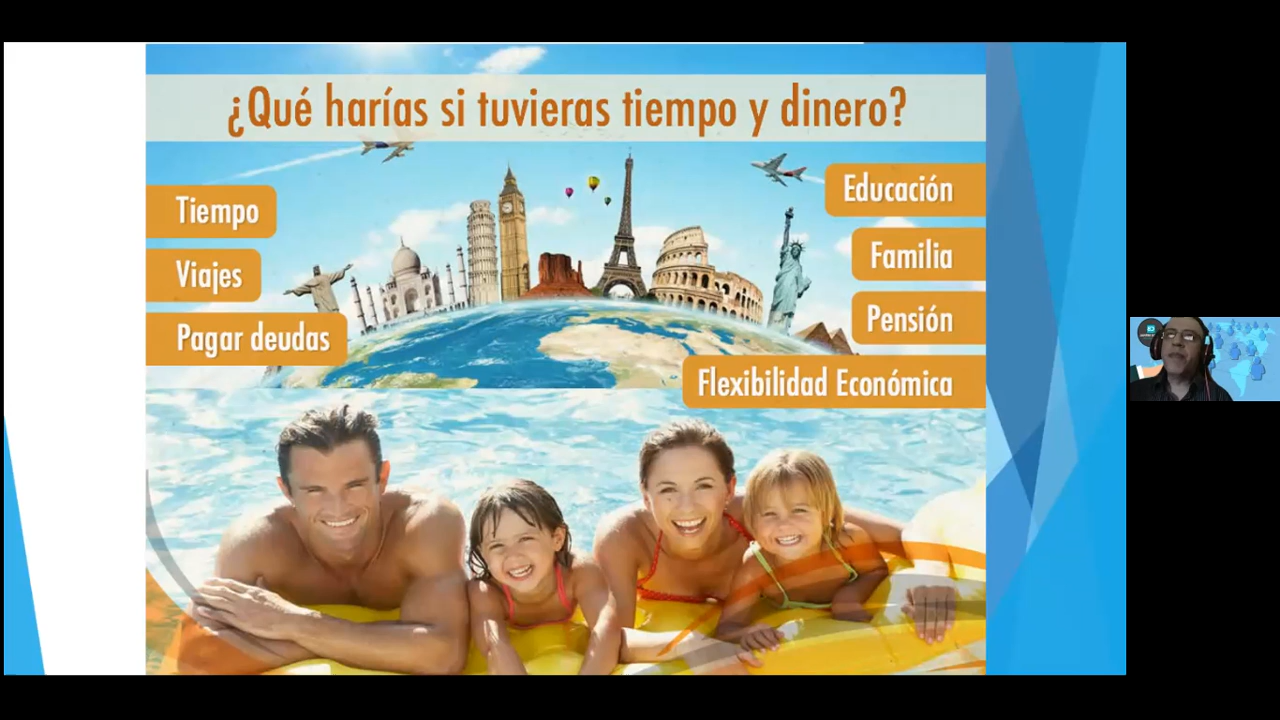 ¿Qué harías si tuvieras tiempo y dinero?
Tiempo
Viajes
Pagar deudas
Educación
Familia
Pensión
Flexibilidad Económica